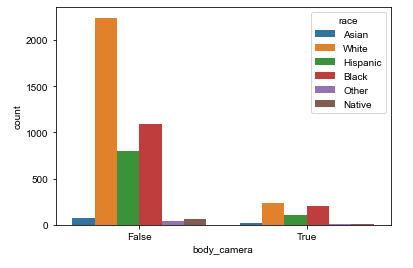 race
Asian
White
Hispanic
Black
Other
Native
2000
1500
1000
500
0
count
False
True
body_camera